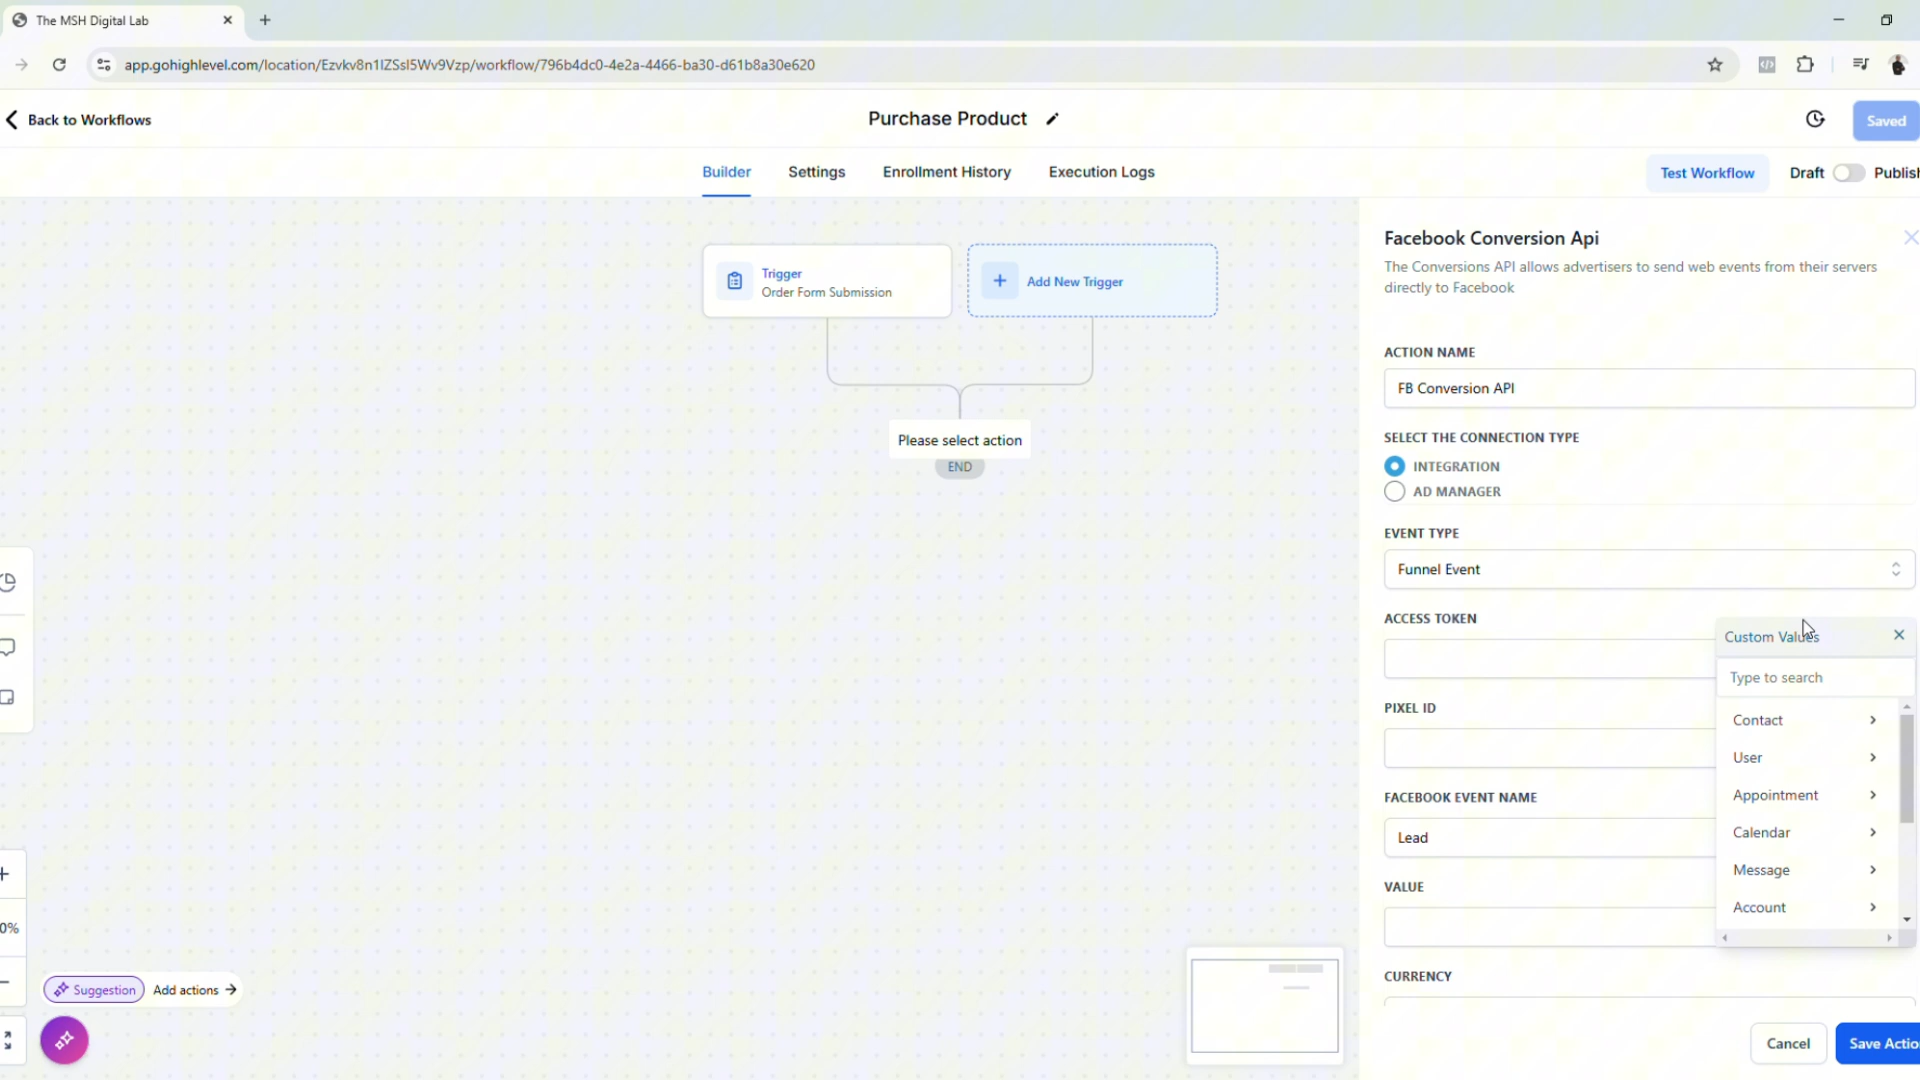 The MSH Digital Lab
app.gohighlevel.com/location/Ezvkv8n1IZSsl5Wv9Vzp/workflow/796b4dc0-4e2a-4466-ba30-d61b8a30e620
Back to Workflows
Purchase Product
Saved
Builder
Settings
Enrollment History
Execution Logs
Test Workflow
Draft
Publish
Trigger
Order Form Submission
Add New Trigger
Please select action
END
Facebook Conversion Api
The Conversions API allows advertisers to send web events from their servers
directly to Facebook
ACTION NAME
FB Conversion API
SELECT THE CONNECTION TYPE
INTEGRATION
AD MANAGER
EVENT TYPE
Funnel Event
ACCESS TOKEN
Custom Values
Type to search
Contact
User
Appointment
Calendar
Message
Account
PIXEL ID
FACEBOOK EVENT NAME
Lead
VALUE
CURRENCY
Cancel
Save Actio
0%
Suggestion
Add actions